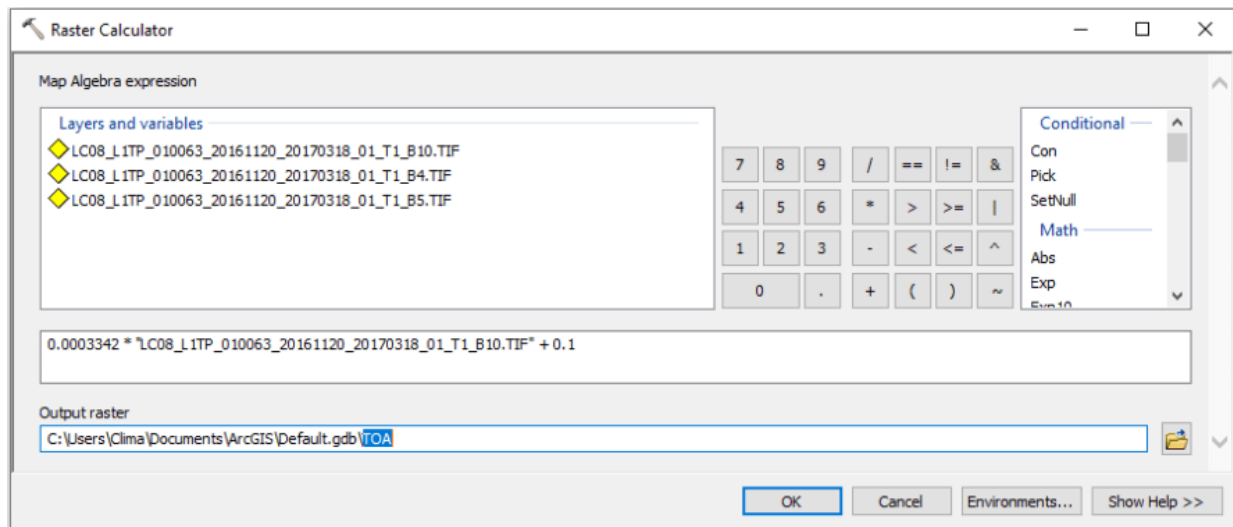 Raster Calculator
Map Algebra expression
Layers and variables
LC08_L1TP_010063_20161120_20170318_01_T1_B10.TIF
LC08_L1TP_010063_20161120_20170318_01_T1_B4.TIF
LC08_L1TP_010063_20161120_20170318_01_T1_B5.TIF
7 8 9 / == != &
4 5 6 * > >= |
1 2 3 - < <= ^
0 . + ( ) ~
Conditional
Con
Pick
SetNull
Math
Abs
Exp
Exp10
0.0003342 * "LC08_L1TP_010063_20161120_20170318_01_T1_B10.TIF" + 0.1
Output raster
C:\Users\Clima\Documents\ArcGIS\Default.gdb\TOA
OK Cancel Environments... Show Help >>